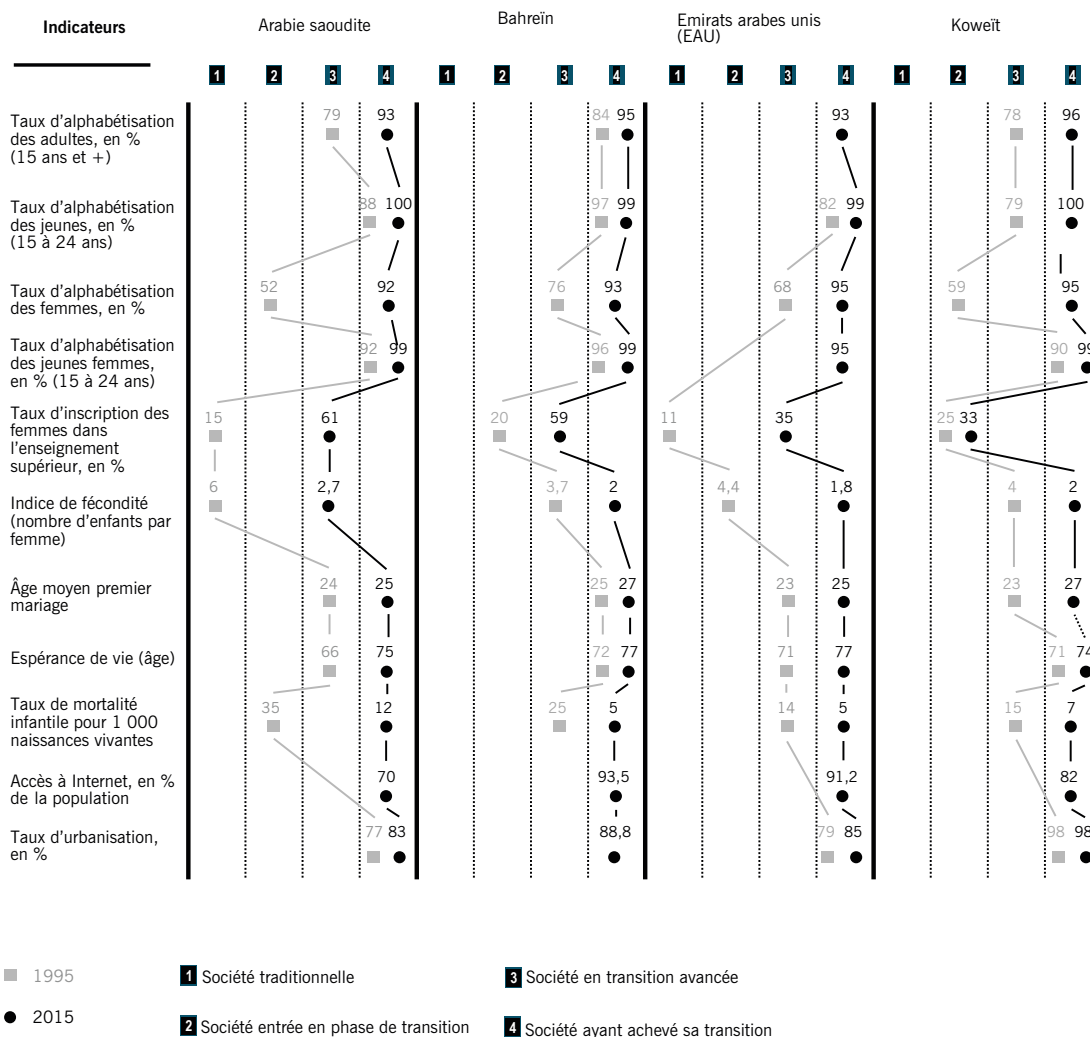 Indicateurs
Arabie saoudite
Bahreïn
Emirats arabes unis
(EAU)
Koweït
1 2 3 4 1 2 3 4 1 2 3 4 1 2 3 4
Taux d'alphabétisation
des adultes, en %
(15 ans et +)
79 93 84 95 93 78 96
Taux d'alphabétisation
des jeunes, en %
(15 à 24 ans)
88 100 97 99 82 99 79 100
Taux d'alphabétisation
des femmes, en %
52 92 76 93 68 95 59 95
Taux d'alphabétisation
des jeunes femmes,
en % (15 à 24 ans)
92 99 96 99 95 90 99
Taux d'inscription des
femmes dans
l'enseignement
supérieur, en %
15 61 20 59 11 35 25 33
Indice de fécondité
(nombre d'enfants par
femme)
6 2,7 3,7 2 4,4 1,8 4 2
Âge moyen premier
mariage
24 25 25 27 23 25 23 27
Espérance de vie (âge)
66 75 72 77 71 77 71 74
Taux de mortalité
infantile pour 1 000
naissances vivantes
35 12 25 5 14 5 15 7
Accès à Internet, en %
de la population
70 93,5 91,2 82
Taux d'urbanisation,
en %
77 83 88,8 79 85 98 98
1995
2015
1 Société traditionnelle
2 Société entrée en phase de transition
3 Société en transition avancée
4 Société ayant achevé sa transition